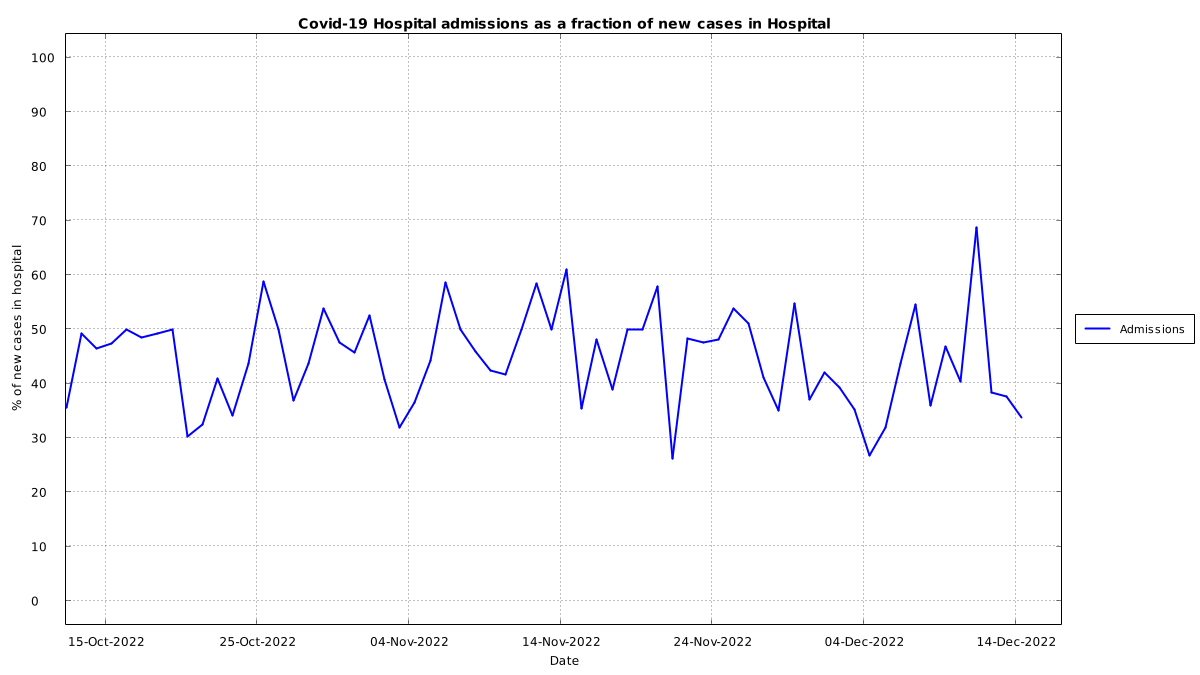 Covid-19 Hospital admissions as a fraction of new cases in Hospital
100
90
80
70
60
50
40
30
20
10
0
% of new cases in hospital
15-Oct-2022 25-Oct-2022 04-Nov-2022 14-Nov-2022 24-Nov-2022 04-Dec-2022 14-Dec-2022
Date
Admissions